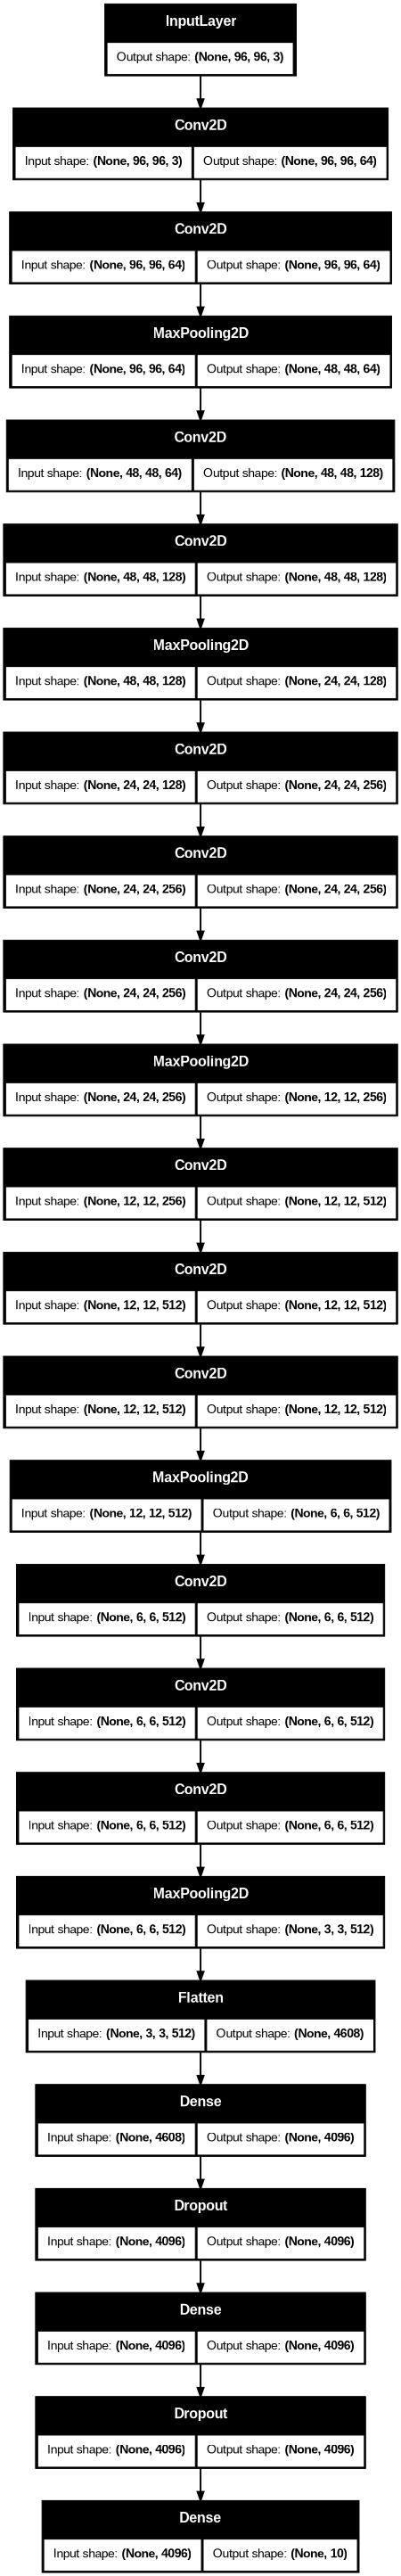 InputLayer
Output shape: (None, 96, 96, 3)
Conv2D
Input shape: (None, 96, 96, 3) Output shape: (None, 96, 96, 64)
Conv2D
Input shape: (None, 96, 96, 64) Output shape: (None, 96, 96, 64)
MaxPooling2D
Input shape: (None, 96, 96, 64) Output shape: (None, 48, 48, 64)
Conv2D
Input shape: (None, 48, 48, 64) Output shape: (None, 48, 48, 128)
Conv2D
Input shape: (None, 48, 48, 128) Output shape: (None, 48, 48, 128)
MaxPooling2D
Input shape: (None, 48, 48, 128) Output shape: (None, 24, 24, 128)
Conv2D
Input shape: (None, 24, 24, 128) Output shape: (None, 24, 24, 256)
Conv2D
Input shape: (None, 24, 24, 256) Output shape: (None, 24, 24, 256)
Conv2D
Input shape: (None, 24, 24, 256) Output shape: (None, 24, 24, 256)
MaxPooling2D
Input shape: (None, 24, 24, 256) Output shape: (None, 12, 12, 256)
Conv2D
Input shape: (None, 12, 12, 256) Output shape: (None, 12, 12, 512)
Conv2D
Input shape: (None, 12, 12, 512) Output shape: (None, 12, 12, 512)
Conv2D
Input shape: (None, 12, 12, 512) Output shape: (None, 12, 12, 512)
MaxPooling2D
Input shape: (None, 12, 12, 512) Output shape: (None, 6, 6, 512)
Conv2D
Input shape: (None, 6, 6, 512) Output shape: (None, 6, 6, 512)
Conv2D
Input shape: (None, 6, 6, 512) Output shape: (None, 6, 6, 512)
Conv2D
Input shape: (None, 6, 6, 512) Output shape: (None, 6, 6, 512)
MaxPooling2D
Input shape: (None, 6, 6, 512) Output shape: (None, 3, 3, 512)
Flatten
Input shape: (None, 3, 3, 512) Output shape: (None, 4608)
Dense
Input shape: (None, 4608) Output shape: (None, 4096)
Dropout
Input shape: (None, 4096) Output shape: (None, 4096)
Dense
Input shape: (None, 4096) Output shape: (None, 4096)
Dropout
Input shape: (None, 4096) Output shape: (None, 4096)
Dense
Input shape: (None, 4096) Output shape: (None, 10)